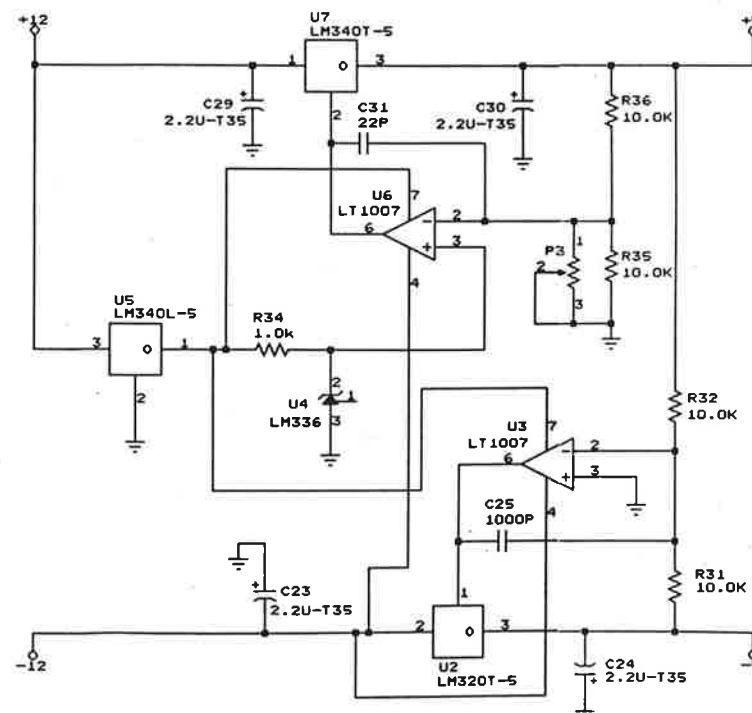 +12
U7
LM340T-5
+
1
3
2
C29
2.2U-T35
+
C31
22P
C30
2.2U-T35
+
R36
10.0K
U6
LT1007
7
6
2
3
4
-
+
P3
1
2
3
R35
10.0K
U5
LM340L-5
3
1
2
R34
1.0k
U4
LM336
2
1
3
R32
10.0K
U3
LT1007
7
6
2
3
4
-
+
C25
1000P
R31
10.0K
C23
2.2U-T35
+
1
2
3
U2
LM320T-5
-12
C24
2.2U-T35
+
-